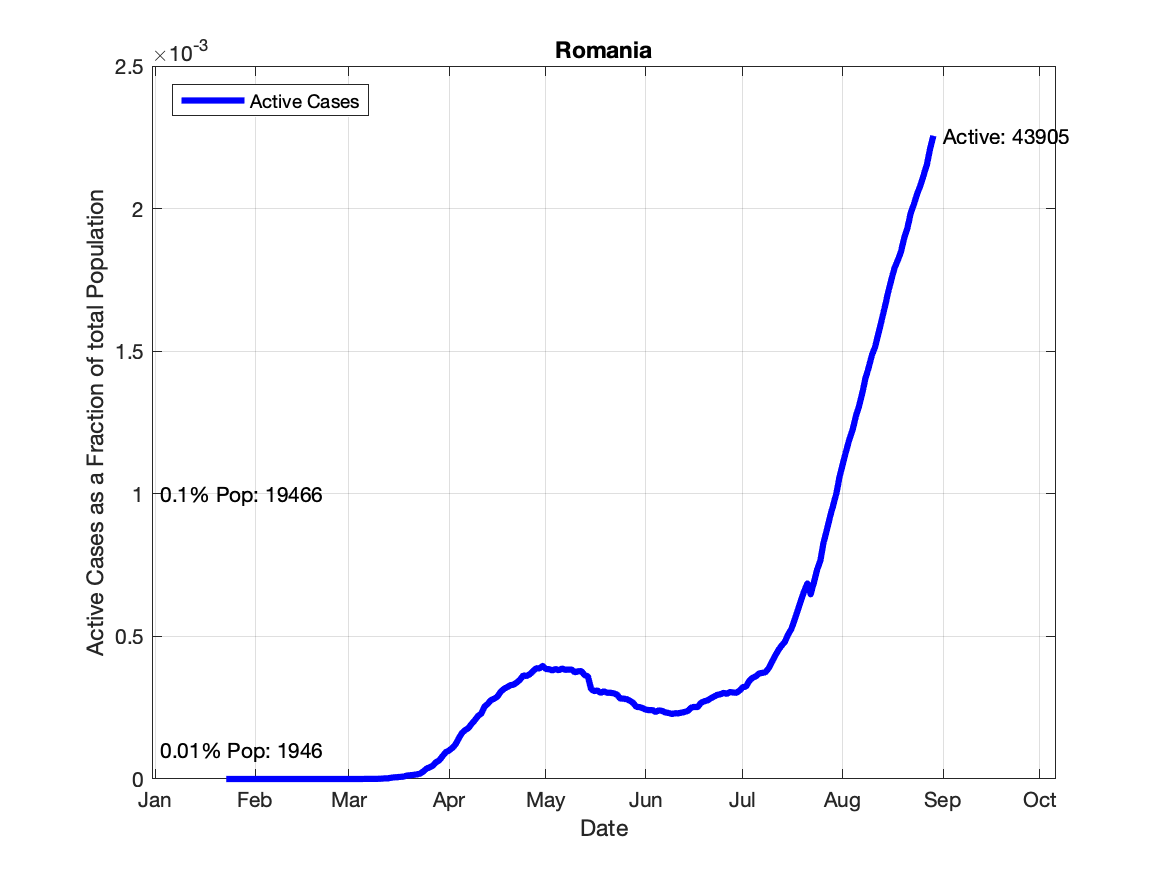 Romania
×10-3
2.5
2
1.5
1
0.5
0
Active Cases as a Fraction of total Population
Active Cases
Active: 43905
0.1% Pop: 19466
0.01% Pop: 1946
Jan Feb Mar Apr May Jun Jul Aug Sep Oct
Date